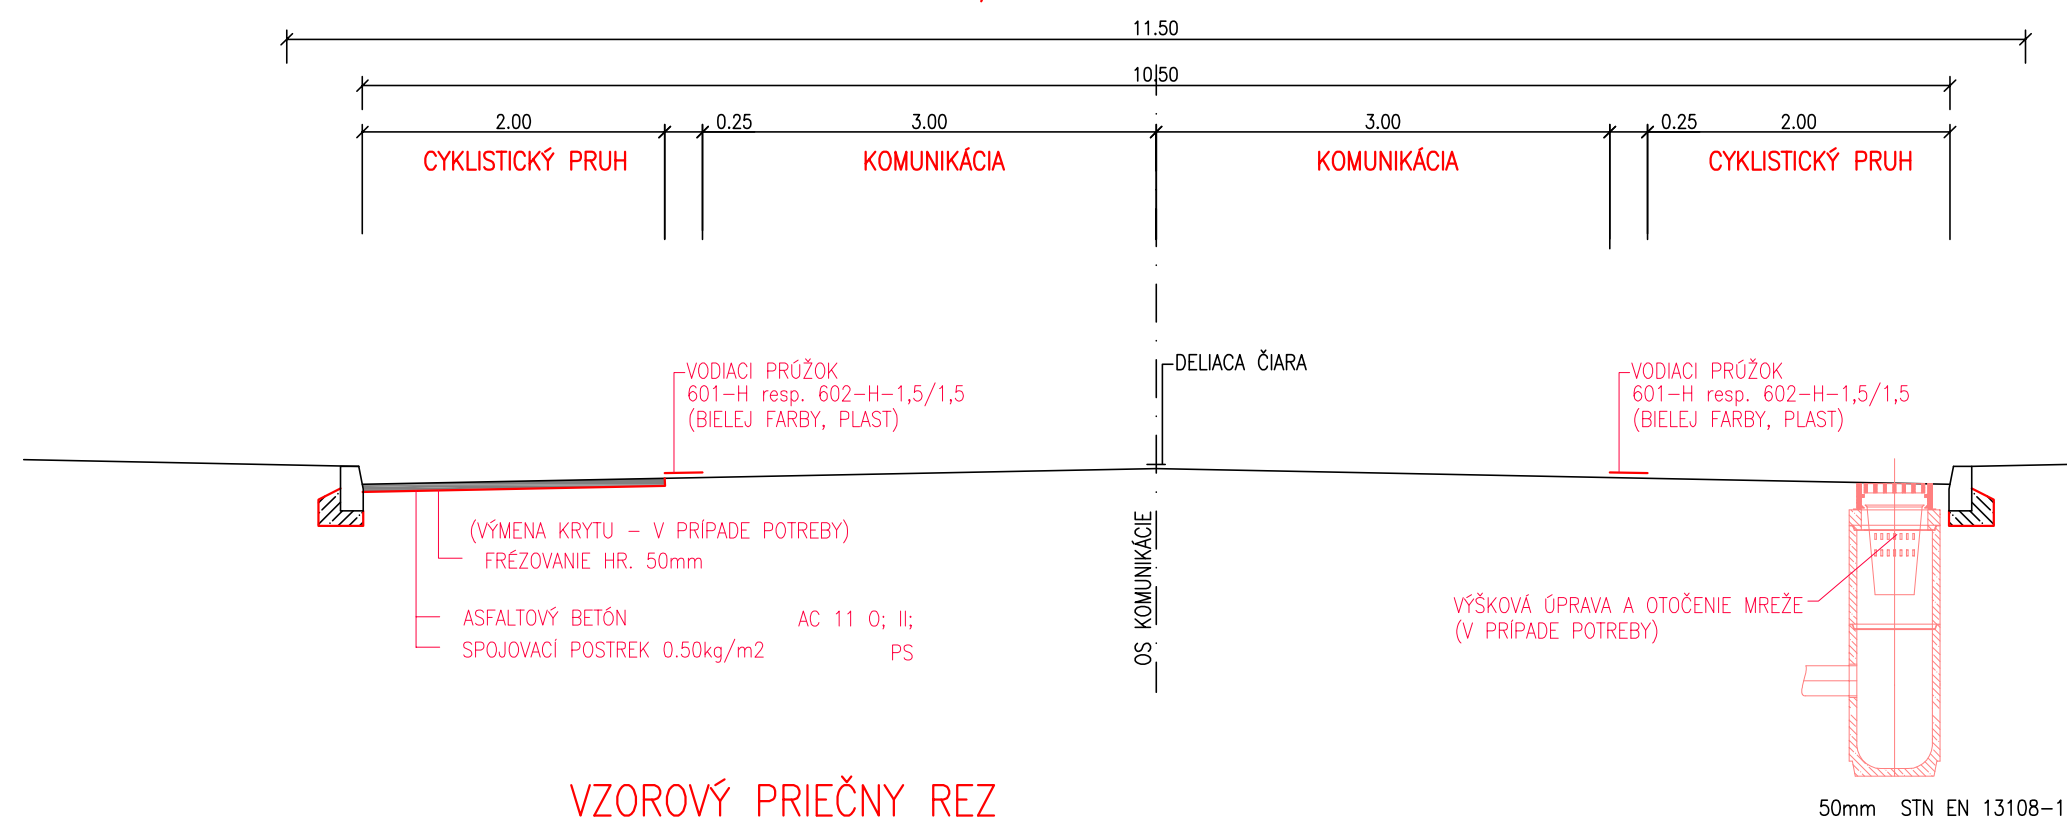 11.50
10.50
2.00
0.25
3.00
3.00
0.25
2.00
CYKLISTICKÝ PRUH
KOMUNIKÁCIA
KOMUNIKÁCIA
CYKLISTICKÝ PRUH
DELIACA ČIARA
VODIACI PRÚŽOK
601-H resp. 602-H-1,5/1,5
(BIELEJ FARBY, PLAST)
VODIACI PRÚŽOK
601-H resp. 602-H-1,5/1,5
(BIELEJ FARBY, PLAST)
(VÝMENA KRYTU - V PRÍPADE POTREBY)
FRÉZOVANIE HR. 50mm
ASFALTOVÝ BETÓN AC 11 O; II;
SPOJOVACÍ POSTREK 0.50kg/m2 PS
OS KOMUNIKÁCIE
VÝŠKOVÁ ÚPRAVA A OTOČENIE MREŽE
(V PRÍPADE POTREBY)
VZOROVÝ PRIEČNY REZ
50mm STN EN 13108-1